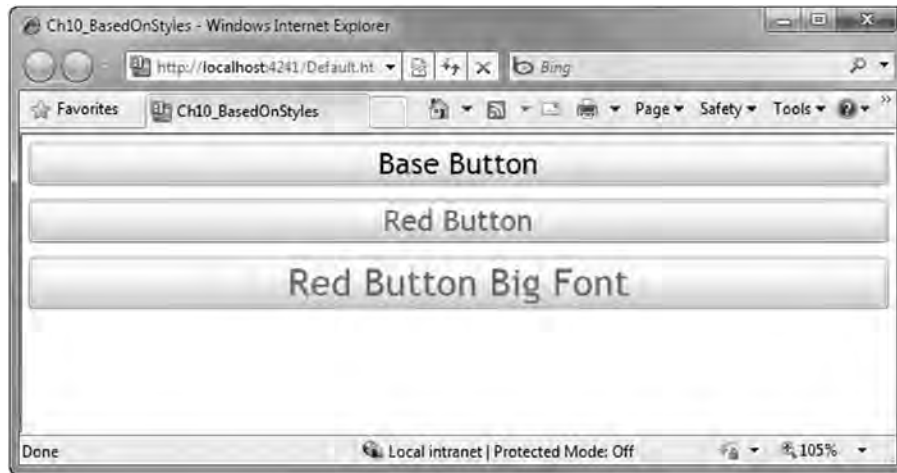 Ch10_BasedOnStyles - Windows Internet Explorer
http://localhost:4241/Default.ht
Bing
Favorites
Ch10_BasedOnStyles
Page
Safety
Tools
Base Button
Red Button
Red Button Big Font
Done
Local intranet | Protected Mode: Off
105%